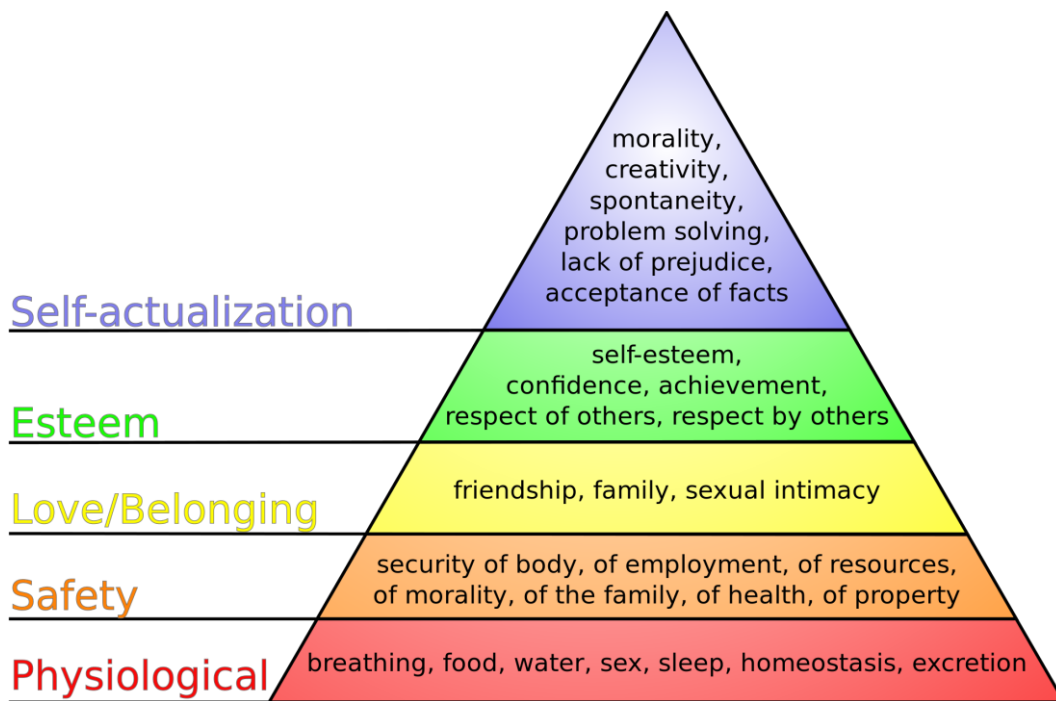 morality,
creativity,
spontaneity,
problem solving,
lack of prejudice,
acceptance of facts
Self-actualization
self-esteem,
confidence, achievement,
respect of others, respect by others
Esteem
friendship, family, sexual intimacy
Love/Belonging
security of body, of employment, of resources,
of morality, of the family, of health, of property
Safety
breathing, food, water, sex, sleep, homeostasis, excretion
Physiological